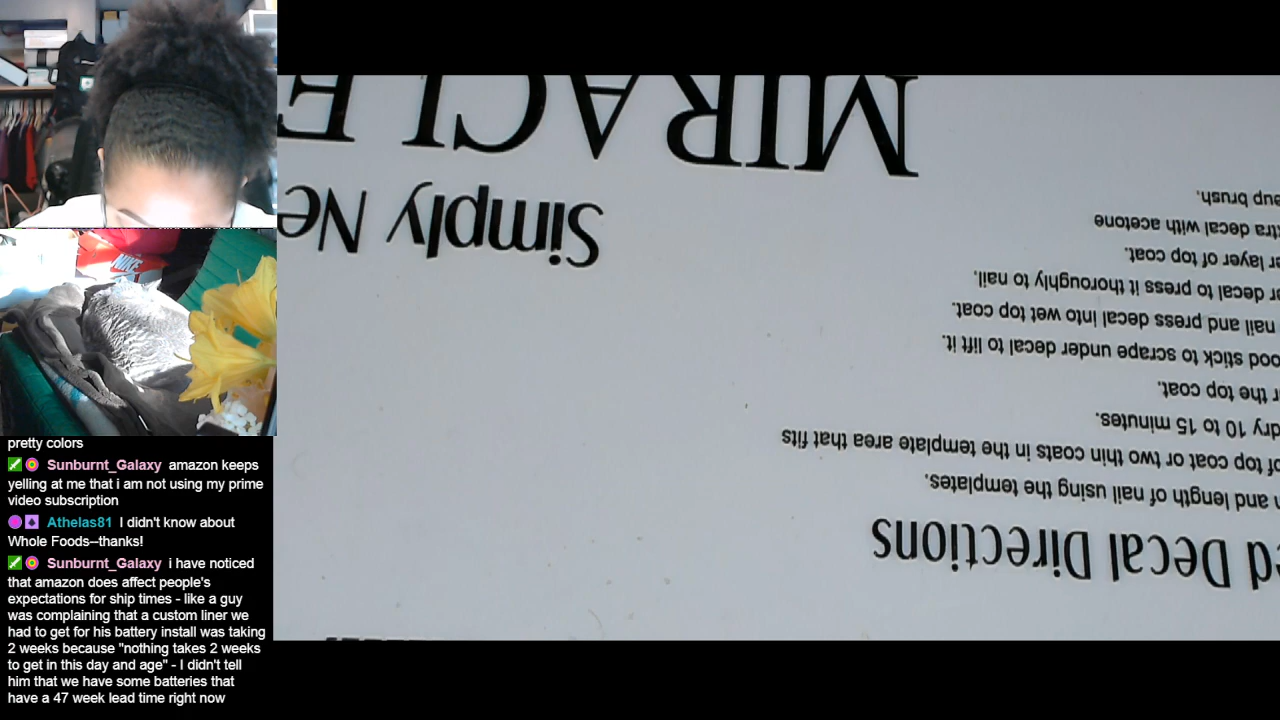 NIKE
pretty colors
Sunburnt_Galaxy amazon keeps
yelling at me that i am not using my prime
video subscription
Athelas81 I didn't know about
Whole Foods--thanks!
Sunburnt_Galaxy i have noticed
that amazon does affect people's
expectations for ship times - like a guy
was complaining that a custom liner we
had to get for his battery install was taking
2 weeks because "nothing takes 2 weeks
to get in this day and age" - I didn't tell
him that we have some batteries that
have a 47 week lead time right now
Decal Directions
and length of nail using the templates.
of top coat or two thin coats in the template area that fits
dry 10 to 15 minutes.
the top coat.
stick to scrape under decal to lift it.
nail and press decal into wet top coat.
decal to press it thoroughly to nail.
layer of top coat.
decal with acetone
brush.
Simply Ne
MIRACLE